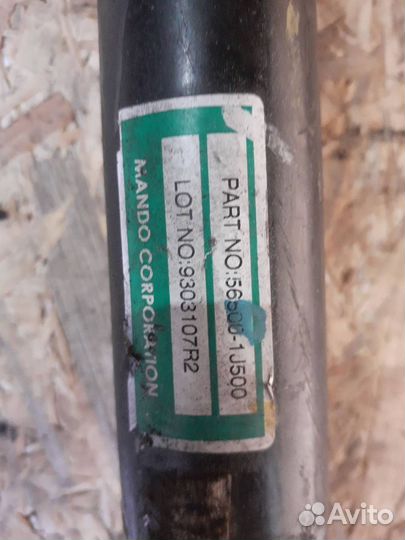 PART NO:56500-1J500
LOT NO:9303107R2
MANDO CORPORATION
Avito